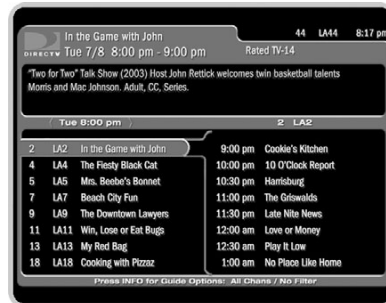 In the Game with John 44 LA44 8:17 pm
DIRECTV Tue 7/8 8:00 pm - 9:00 pm Rated TV-14
"Two for Two" Talk Show (2003) Host John Rettick welcomes twin basketball talents
Morris and Mac Johnson. Adult, CC, Series.
Tue 8:00 pm 2 LA2
2 LA2 In the Game with John 9:00 pm Cookie's Kitchen
4 LA4 The Fiesty Black Cat 10:00 pm 10 O'Clock Report
5 LA5 Mrs. Beebe's Bonnet 10:30 pm Harrisburg
7 LA7 Beach City Fun 11:00 pm The Griswalds
9 LA9 The Downtown Lawyers 11:30 pm Late Nite News
11 LA11 Win, Lose or Eat Bugs 12:00 am Love or Money
13 LA13 My Red Bag 12:30 am Play It Low
18 LA18 Cooking with Pizzaz 1:00 am No Place Like Home
Press INFO for Guide Options: All Chans / No Filter